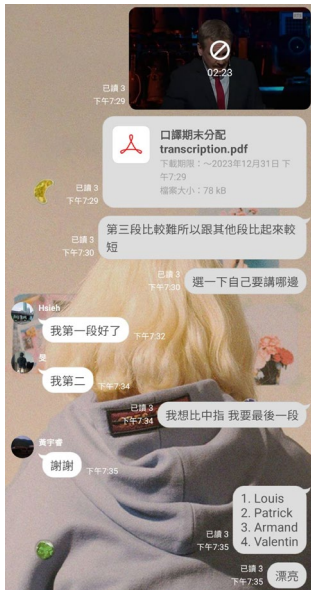 02:23
已讀 3
下午7:29
口譯期末分配
transcription.pdf
下載期限：～2023年12月31日 下
午7:29
檔案大小：78 kB
已讀 3
下午7:29
第三段比較難所以跟其他段比起來較
短
已讀 3
下午7:30
選一下自己要講哪邊
已讀 3
下午7:30
Hsieh
我第一段好了
下午7:32
旻
我第二
下午7:34
我想比中指 我要最後一段
已讀 3
下午7:34
黃宇睿
謝謝
下午7:35
1. Louis
2. Patrick
3. Armand
4. Valentin
已讀 3
下午7:35
漂亮
已讀 3
下午7:35